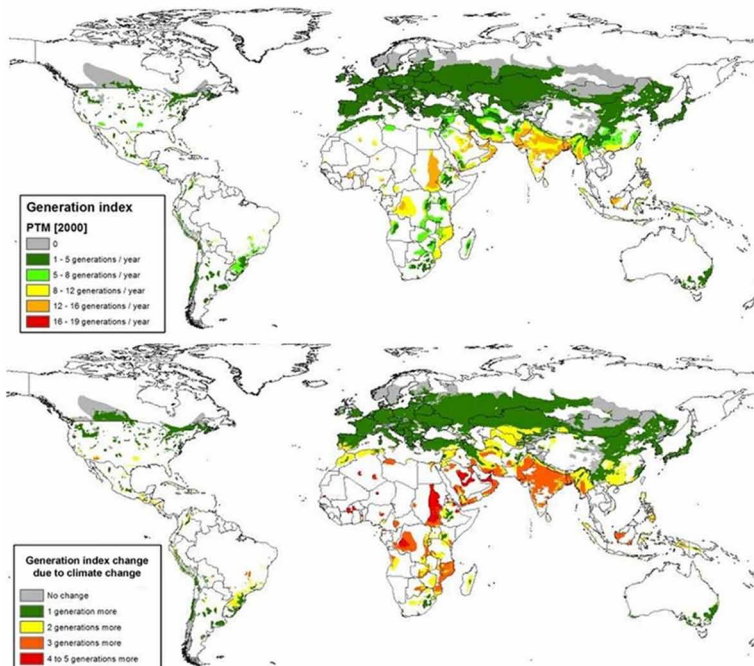 Generation index
PTM [2000]
0
1 - 5 generations / year
5 - 8 generations / year
8 - 12 generations / year
12 - 16 generations / year
16 - 19 generations / year
Generation index change
due to climate change
No change
1 generation more
2 generations more
3 generations more
4 to 5 generations more